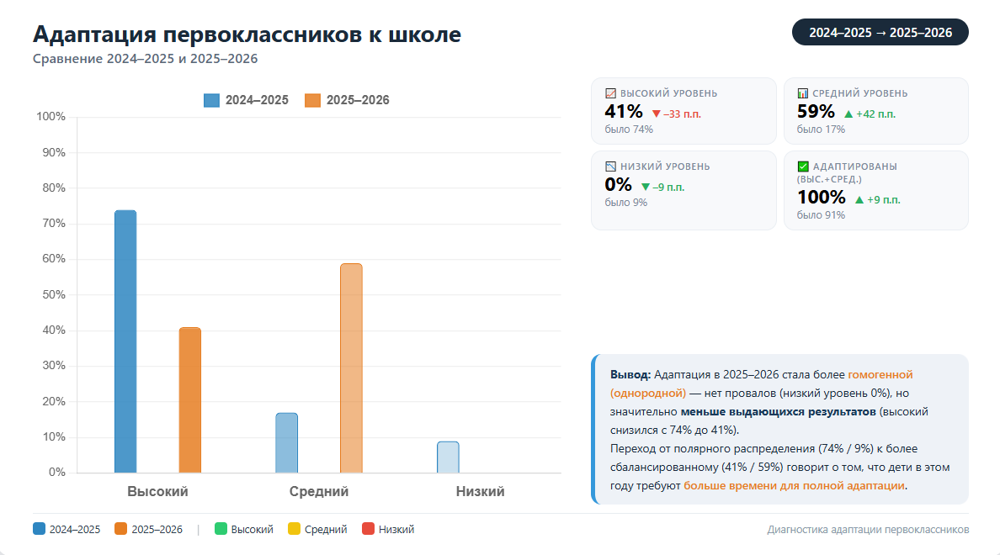 Адаптация первоклассников к школе
Сравнение 2024–2025 и 2025–2026
2024–2025 → 2025–2026
2024–2025 2025–2026
100%
90%
80%
70%
60%
50%
40%
30%
20%
10%
0%
Высокий Средний Низкий
ВЫСОКИЙ УРОВЕНЬ
41% ▼ –33 п.п.
было 74%
СРЕДНИЙ УРОВЕНЬ
59% ▲ +42 п.п.
было 17%
НИЗКИЙ УРОВЕНЬ
0% ▼ –9 п.п.
было 9%
АДАПТИРОВАНЫ
(ВЫС.+СРЕД.)
100% ▲ +9 п.п.
было 91%
Вывод: Адаптация в 2025–2026 стала более гомогенной
(однородной) — нет провалов (низкий уровень 0%), но
значительно меньше выдающихся результатов (высокий
снизился с 74% до 41%).
Переход от полярного распределения (74% / 9%) к более
сбалансированному (41% / 59%) говорит о том, что дети в этом
году требуют больше времени для полной адаптации.
2024–2025 2025–2026 | Высокий Средний Низкий
Диагностика адаптации первоклассников